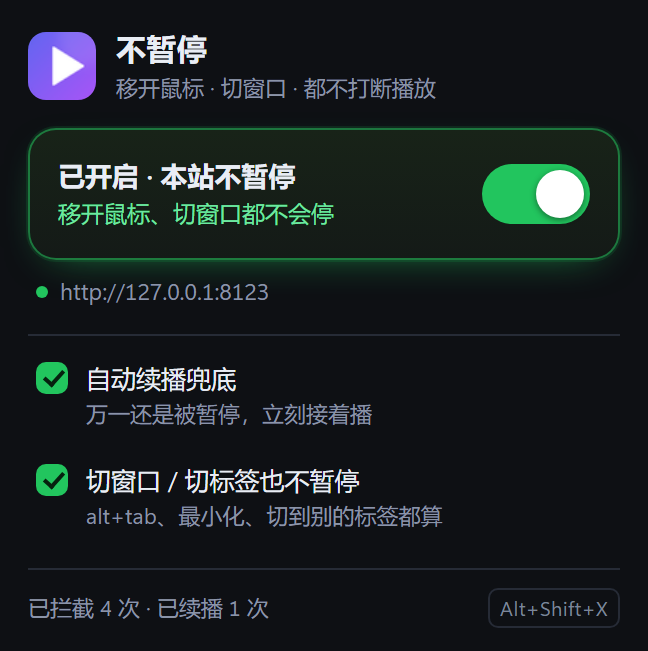 不暂停
移开鼠标 · 切窗口 · 都不打断播放
已开启 · 本站不暂停
移开鼠标、切窗口都不会停
http://127.0.0.1:8123
自动续播兜底
万一还是被暂停，立刻接着播
切窗口 / 切标签也不暂停
alt+tab、最小化、切到别的标签都算
已拦截 4 次 · 已续播 1 次
Alt+Shift+X